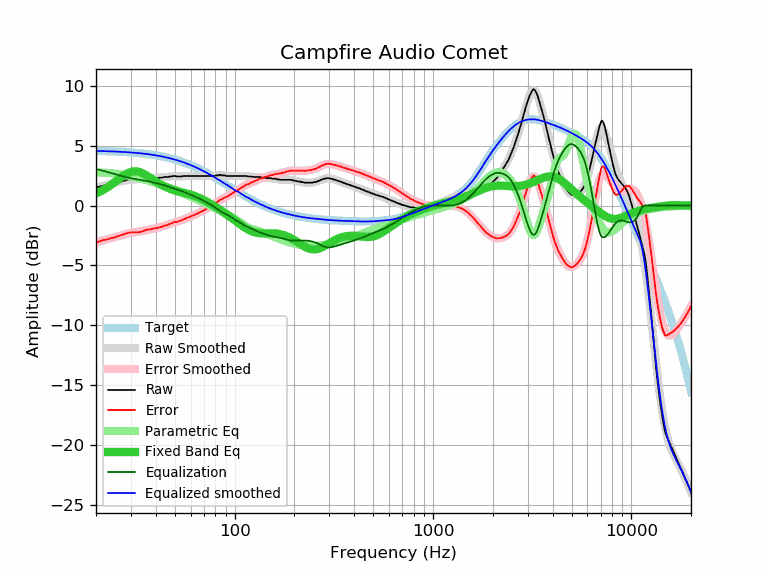 Campfire Audio Comet
10
5
0
−5
−10
−15
−20
−25
Amplitude (dBr)
Target
Raw Smoothed
Error Smoothed
Raw
Error
Parametric Eq
Fixed Band Eq
Equalization
Equalized smoothed
100 1000 10000
Frequency (Hz)